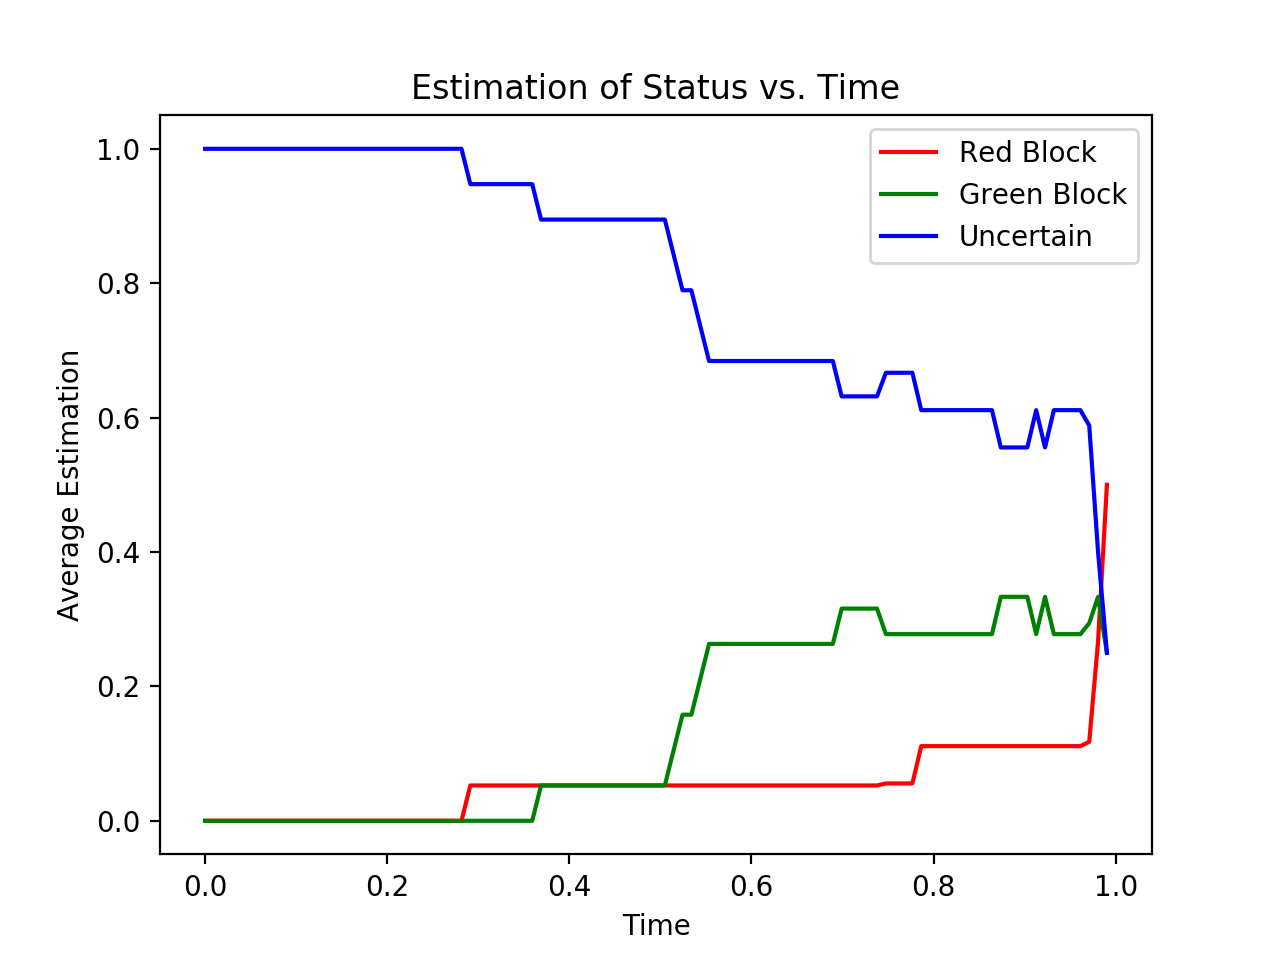 Estimation of Status vs. Time
1.0
0.8
0.6
0.4
0.2
0.0
Average Estimation
Red Block
Green Block
Uncertain
0.0 0.2 0.4 0.6 0.8 1.0
Time